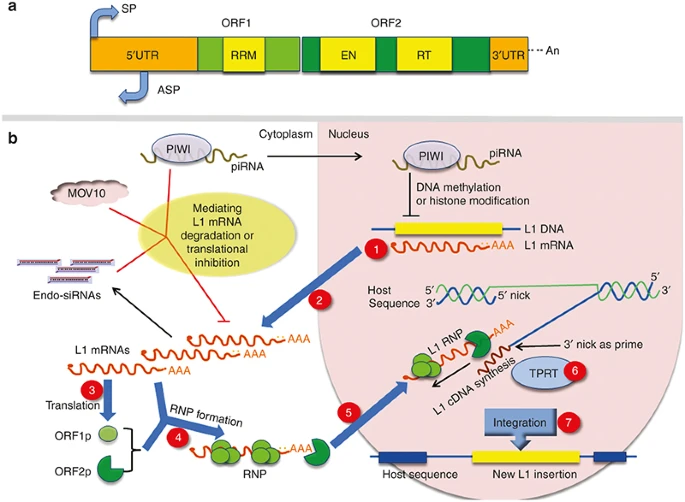 a
SP
ORF1
ORF2
5′UTR
RRM
EN
RT
3′UTR
An
ASP
b
PIWI
piRNA
Cytoplasm
Nucleus
PIWI
piRNA
MOV10
DNA methylation
or histone modification
Mediating
L1 mRNA
degradation or
translational
inhibition
L1 DNA
1
AAA
L1 mRNA
Endo-siRNAs
2
Host
Sequence
5′
3′
5′ nick
5′
3′
L1 mRNAs
AAA
AAA
AAA
L1 RNP
AAA
3′ nick as prime
L1 cDNA synthesis
TPRT
6
3
Translation
RNP formation
4
5
ORF1p
ORF2p
AAA
RNP
Integration
7
Host sequence
New L1 insertion